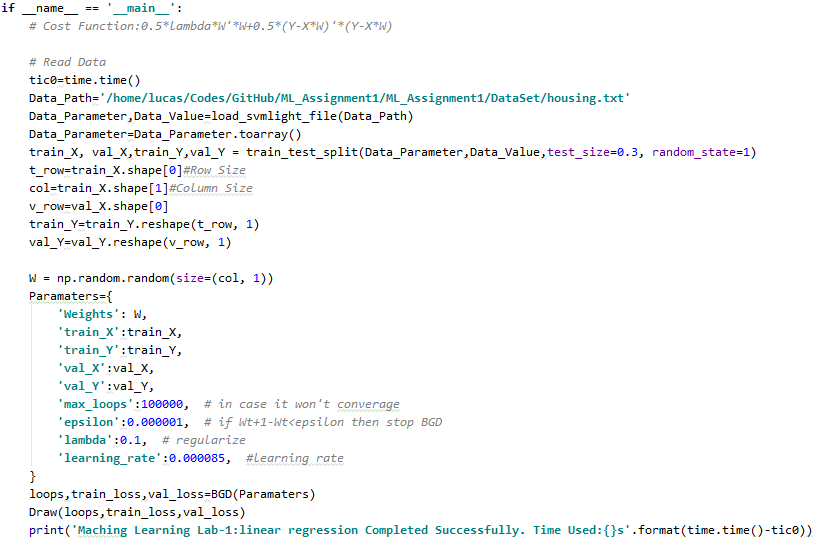 if __name__ == '__main__':
    # Cost Function:0.5*lambda*W'*W+0.5*(Y-X*W)'*(Y-X*W)

    # Read Data
    tic0=time.time()
    Data_Path='/home/lucas/Codes/GitHub/ML_Assignment1/ML_Assignment1/DataSet/housing.txt'
    Data_Parameter,Data_Value=load_svmlight_file(Data_Path)
    Data_Parameter=Data_Parameter.toarray()
    train_X, val_X,train_Y,val_Y = train_test_split(Data_Parameter,Data_Value,test_size=0.3, random_state=1)
    t_row=train_X.shape[0]#Row Size
    col=train_X.shape[1]#Column Size
    v_row=val_X.shape[0]
    train_Y=train_Y.reshape(t_row, 1)
    val_Y=val_Y.reshape(v_row, 1)

    W = np.random.random(size=(col, 1))
    Paramaters={
        'Weights': W,
        'train_X':train_X,
        'train_Y':train_Y,
        'val_X':val_X,
        'val_Y':val_Y,
        'max_loops':100000,  # in case it won't converage
        'epsilon':0.000001,  # if Wt+1-Wt<epsilon then stop BGD
        'lambda':0.1,  # regularize
        'learning_rate':0.000085,  #learning rate
    }
    loops,train_loss,val_loss=BGD(Paramaters)
    Draw(loops,train_loss,val_loss)
    print('Maching Learning Lab-1:linear regression Completed Successfully. Time Used:{}s'.format(time.time()-tic0))